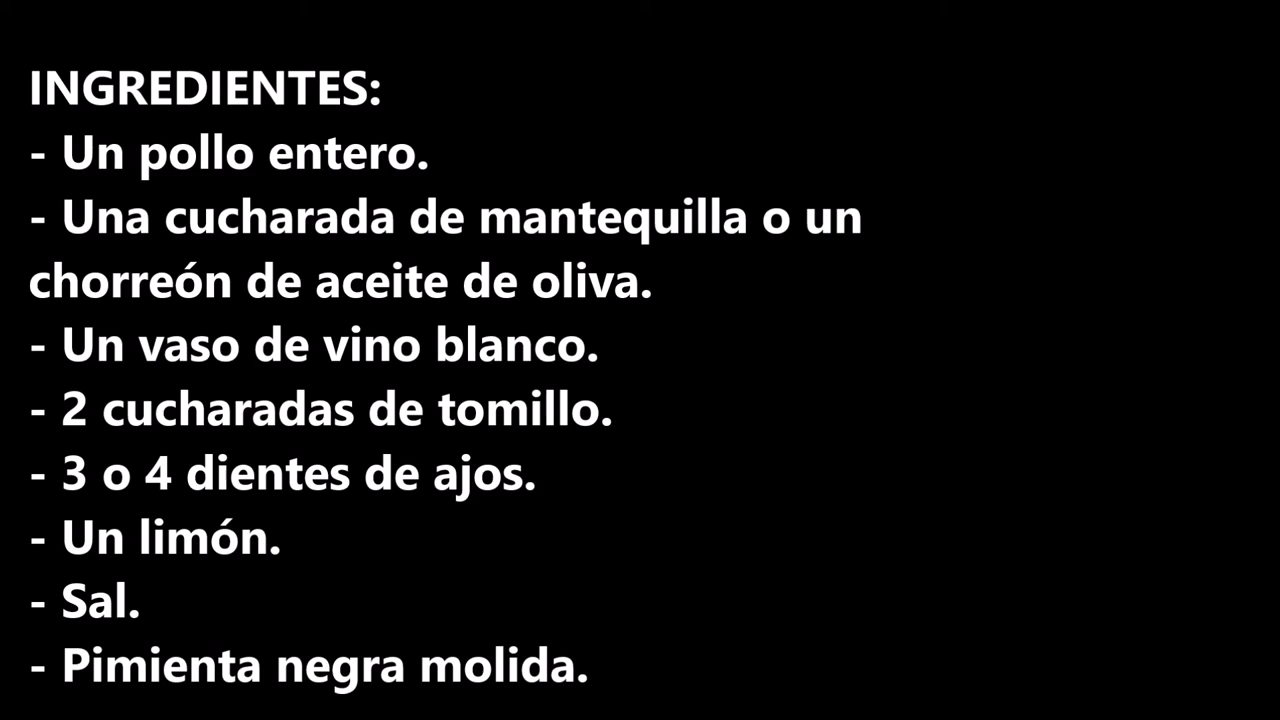 INGREDIENTES:
- Un pollo entero.
- Una cucharada de mantequilla o un
chorreón de aceite de oliva.
- Un vaso de vino blanco.
- 2 cucharadas de tomillo.
- 3 o 4 dientes de ajos.
- Un limón.
- Sal.
- Pimienta negra molida.